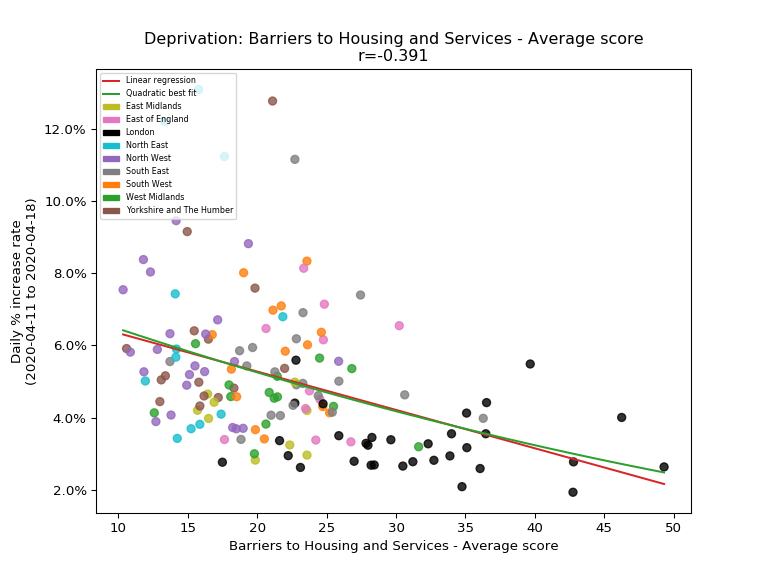 Deprivation: Barriers to Housing and Services - Average score
r=-0.391
Linear regression
Quadratic best fit
East Midlands
East of England
London
North East
North West
South East
South West
West Midlands
Yorkshire and The Humber
12.0%
10.0%
8.0%
6.0%
4.0%
2.0%
Daily % increase rate
(2020-04-11 to 2020-04-18)
10 15 20 25 30 35 40 45 50
Barriers to Housing and Services - Average score